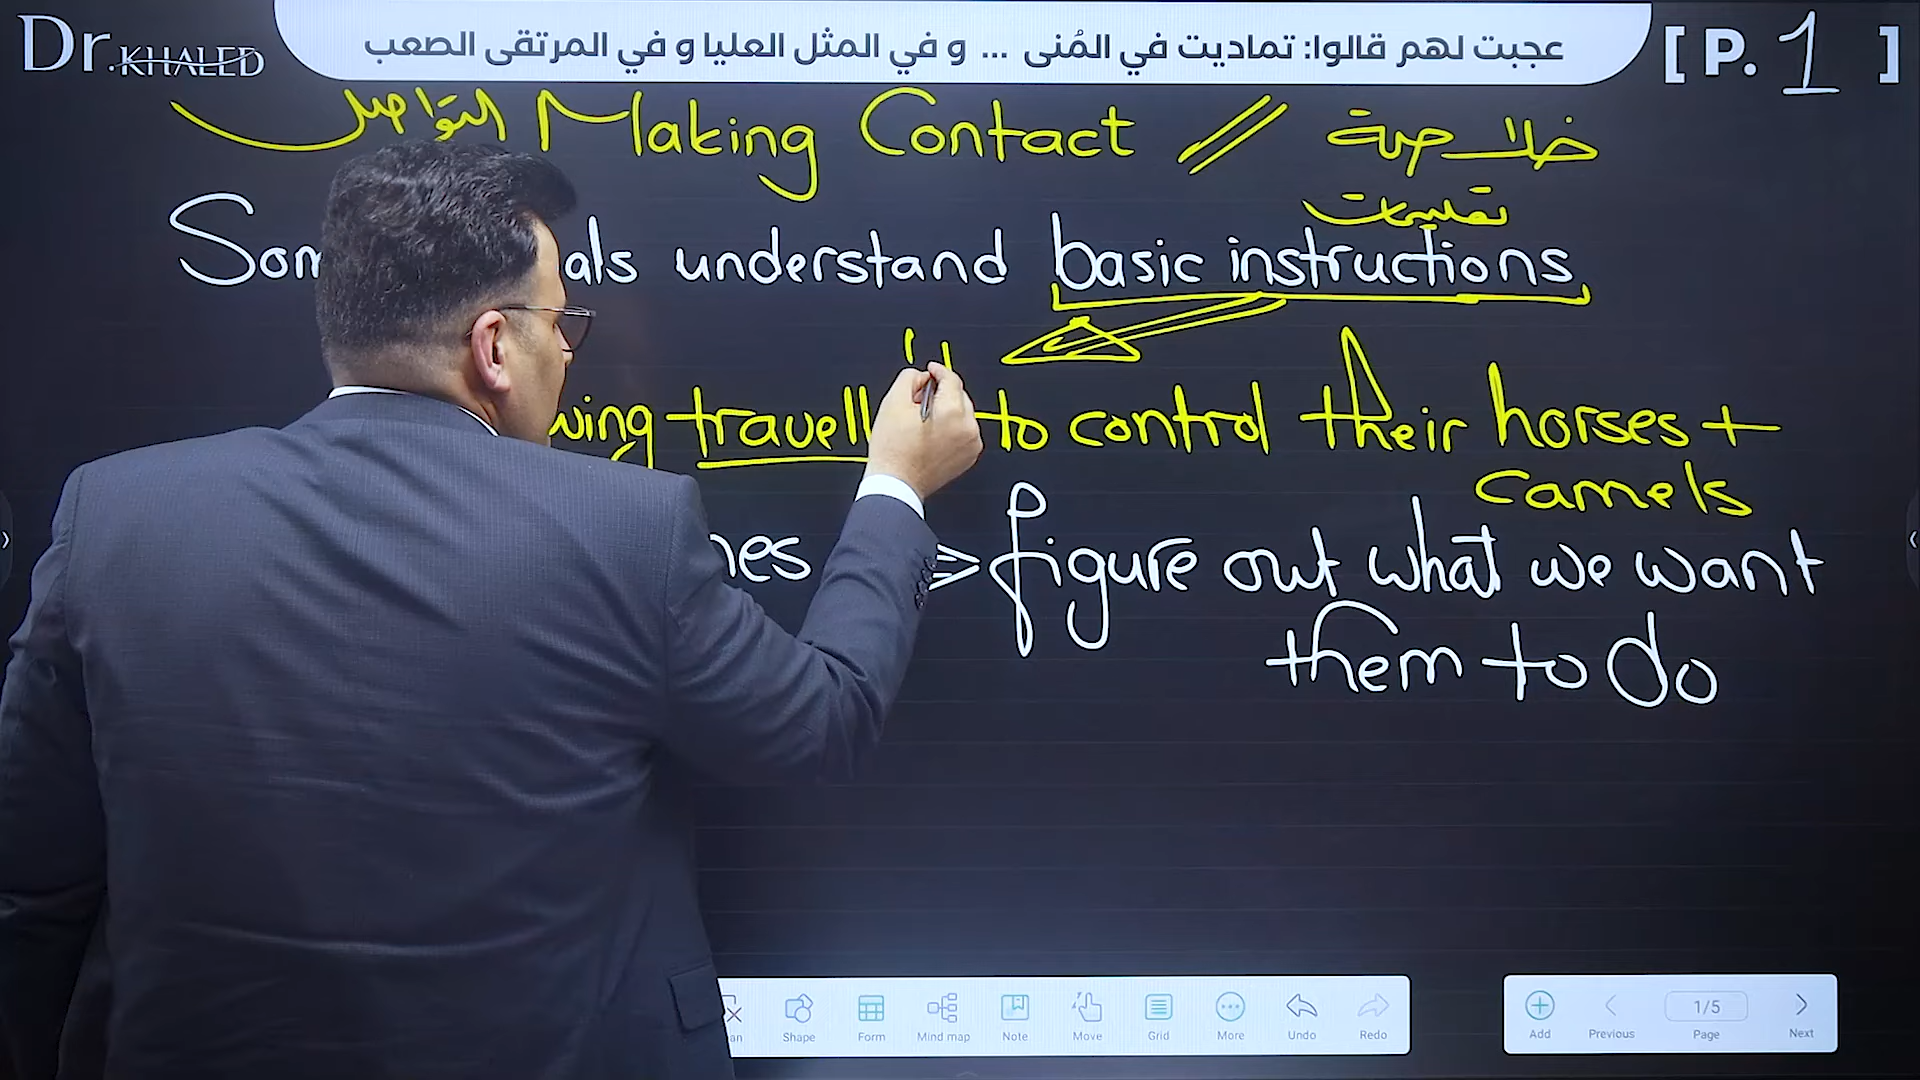 Dr. KHALED
عجبت لهم قالوا: تماديت في المُنى ... و في المثل العليا و في المرتقى الصعب
[ P. 1 ]
التواصل Making Contact // خلاصة
تعليمات
Som als understand basic instructions
wing travell to control their horses +
camels
nes => figure out what we want
them to do
an Shape Form Mind map Note Move Grid More Undo Redo
Add Previous 1/5 Page Next